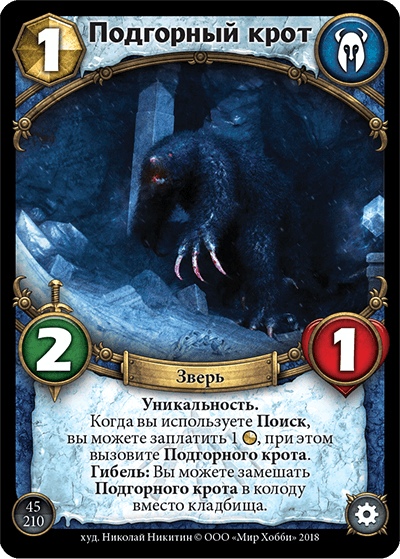 1
Подгорный крот
2
1
Зверь
Уникальность.
Когда вы используете Поиск,
вы можете заплатить 1 , при этом
вызовите Подгорного крота.
Гибель: Вы можете замешать
Подгорного крота в колоду
вместо кладбища.
45
210
худ. Николай Никитин © ООО «Мир Хобби» 2018